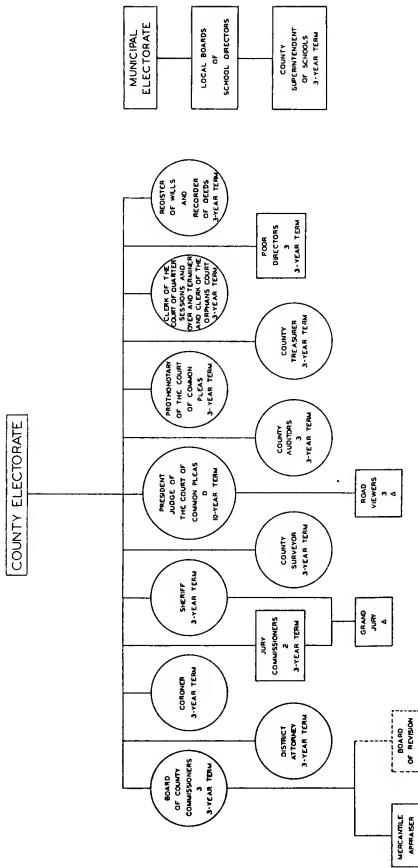 COUNTY ELECTORATE
BOARD
OF COUNTY
COMMISSIONERS
3
3-YEAR TERM
CORONER
3-YEAR TERM
SHERIFF
3-YEAR TERM
PRESIDENT
JUDGE OF
THE COURT OF
COMMON PLEAS
D
10-YEAR TERM
PROTHONOTARY
OF THE COURT
OF COMMON
PLEAS
3-YEAR TERM
CLERK OF THE
COURT OF QUARTER
SESSIONS AND
OYER AND TERMINER
AND CLERK OF THE
ORPHANS COURT
3-YEAR TERM
REGISTER
OF WILLS
AND
RECORDER
OF DEEDS
3-YEAR TERM
DISTRICT
ATTORNEY
3-YEAR TERM
JURY
COMMISSIONERS
2
3-YEAR TERM
COUNTY
SURVEYOR
3-YEAR TERM
COUNTY
AUDITORS
3
3-YEAR TERM
COUNTY
TREASURER
3-YEAR TERM
POOR
DIRECTORS
3
3-YEAR TERM
MERCANTILE
APPRAISER
BOARD
OF REVISION
GRAND
JURY
Δ
ROAD
VIEWERS
3
Δ
MUNICIPAL
ELECTORATE
LOCAL BOARDS
OF
SCHOOL DIRECTORS
COUNTY
SUPERINTENDENT
OF SCHOOLS
3-YEAR TERM